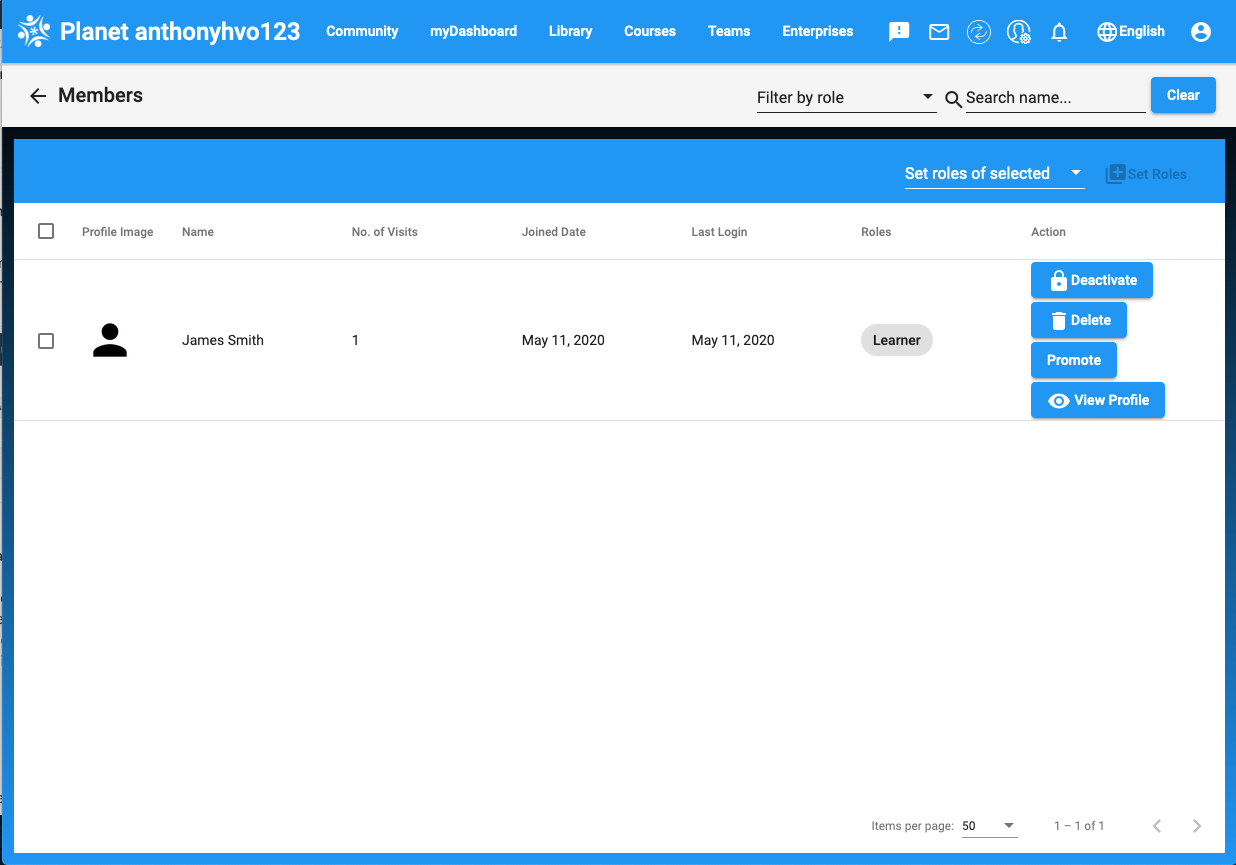 Planet anthonyhvo123 Community myDashboard Library Courses Teams Enterprises English
Members Filter by role Search name... Clear
Set roles of selected Set Roles
Profile Image Name No. of Visits Joined Date Last Login Roles Action
Deactivate
Delete
James Smith 1 May 11, 2020 May 11, 2020 Learner
Promote
View Profile
Items per page: 50 1 – 1 of 1